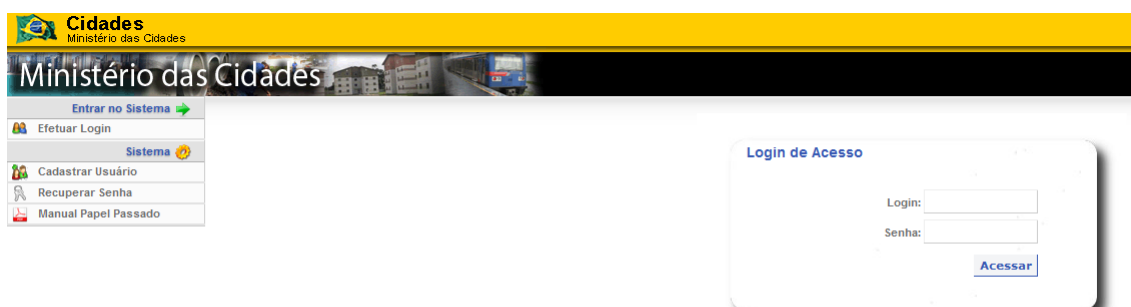 Cidades
Ministério das Cidades
Ministério das Cidades
Entrar no Sistema
Efetuar Login
Sistema
Cadastrar Usuário
Recuperar Senha
Manual Papel Passado
Login de Acesso
Login:
Senha:
Acessar